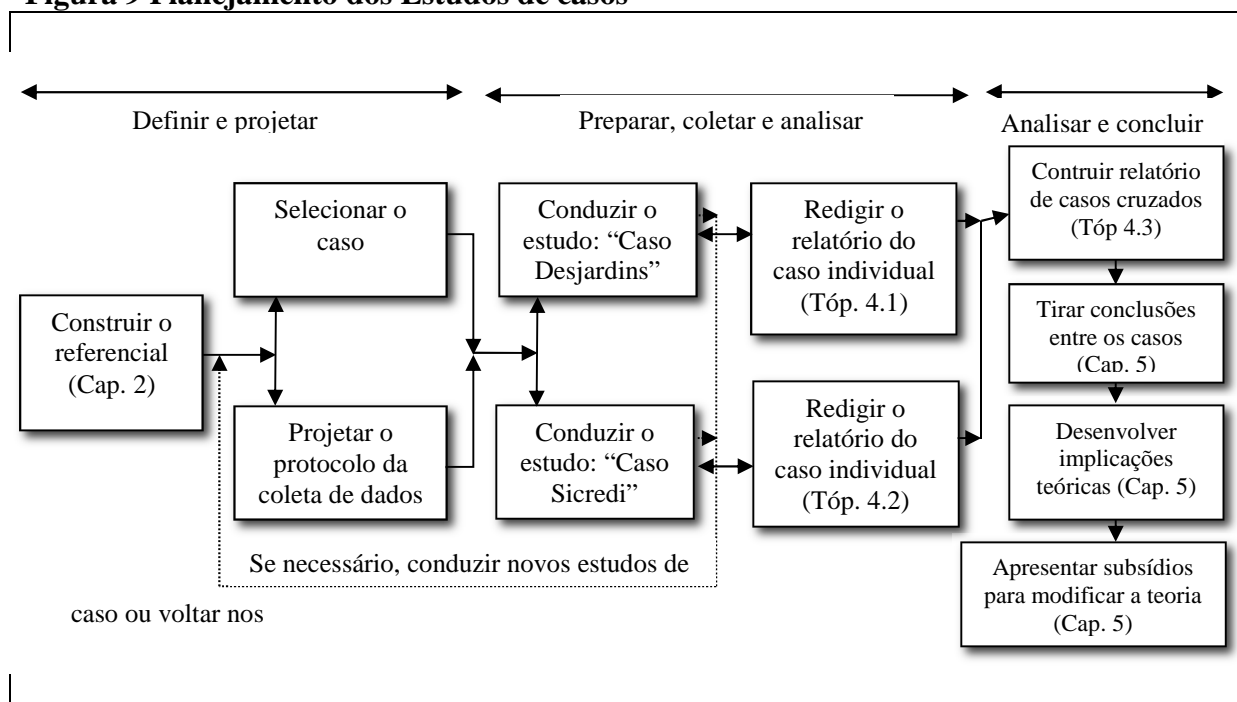 Figura 9 Planejamento dos Estudos de casos
Definir e projetar
Preparar, coletar e analisar
Analisar e concluir
Construir o
referencial
(Cap. 2)
Selecionar o
caso
Projetar o
protocolo da
coleta de dados
Conduzir o
estudo: “Caso
Desjardins”
Conduzir o
estudo: “Caso
Sicredi”
Redigir o
relatório do
caso individual
(Tóp. 4.1)
Redigir o
relatório do
caso individual
(Tóp. 4.2)
Contruir relatório
de casos cruzados
(Tóp 4.3)
Tirar conclusões
entre os casos
(Cap. 5)
Desenvolver
implicações
teóricas (Cap. 5)
Apresentar subsídios
para modificar a teoria
(Cap. 5)
Se necessário, conduzir novos estudos de
caso ou voltar nos